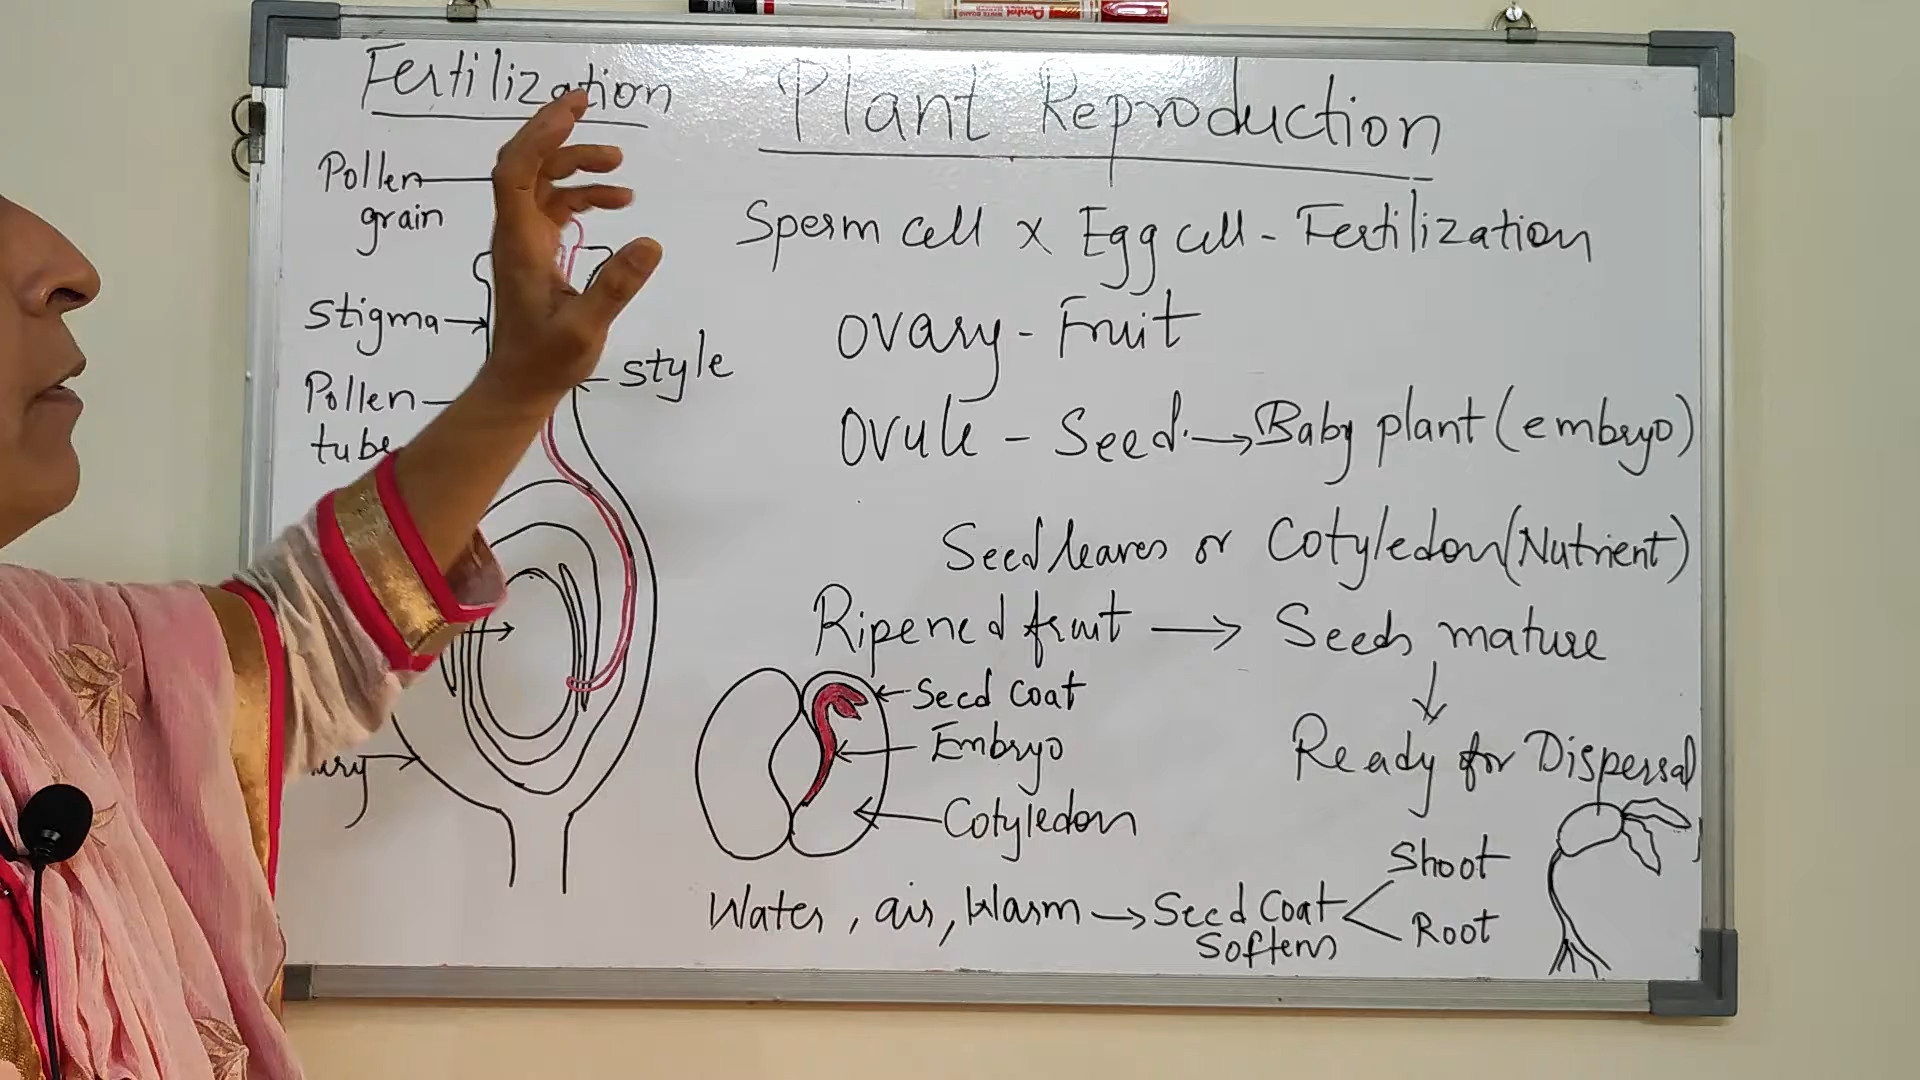 Fertilization
Plant Reproduction
Pollen
grain
Stigma
Pollen
tube
style
Sperm cell x Egg cell - Fertilization
Ovary - Fruit
Ovule - Seed. → Baby plant (embryo)
Seed leaves or Cotyledon (Nutrient)
Ripened fruit → Seeds mature
↓
Ready for Dispersal
Seed Coat
Embryo
Cotyledon
Water, air, Warm → Seed Coat
Softens
Shoot
Root
Pentel